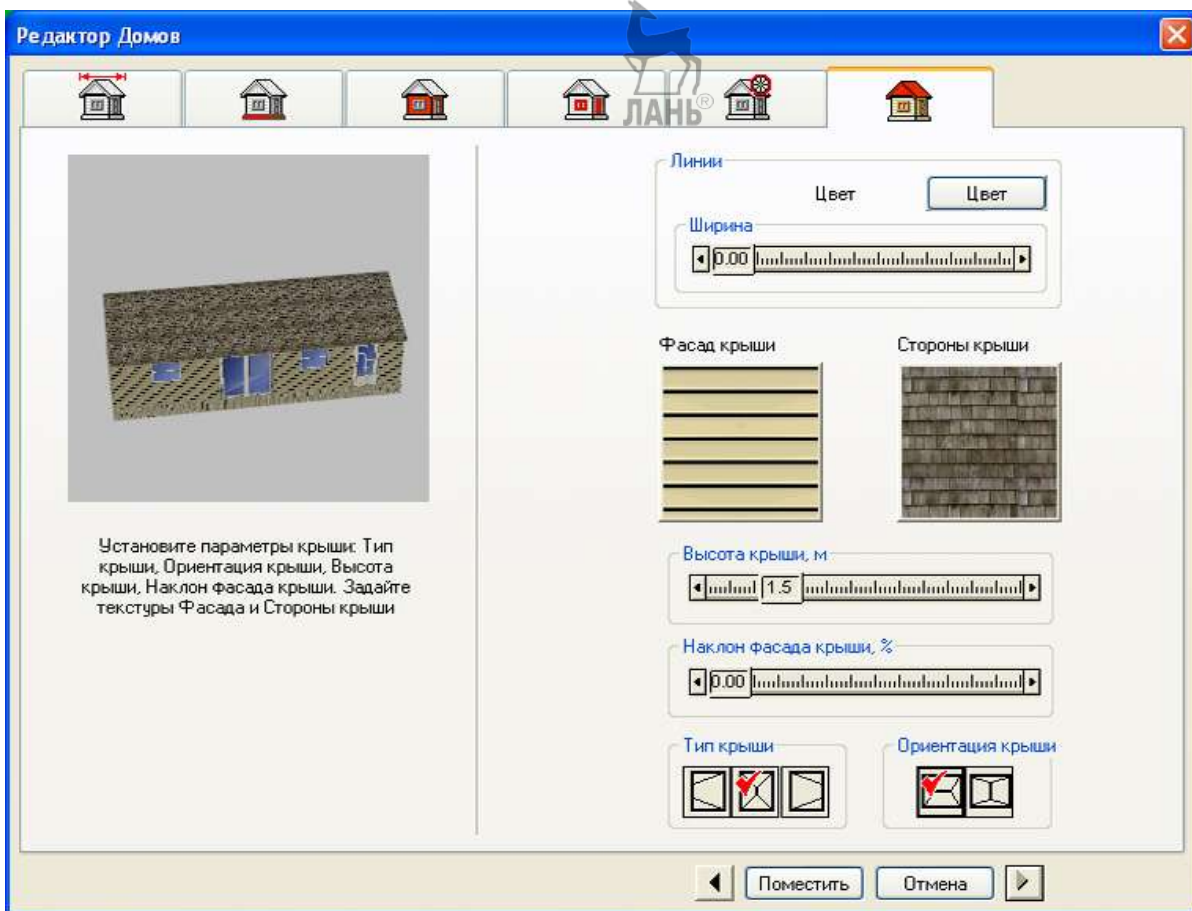 Редактор Домов
ЛАНЬ®
Линии
Цвет
Цвет
Ширина
0.00
Фасад крыши
Стороны крыши
Установите параметры крыши: Тип
крыши, Ориентация крыши, Высота
крыши, Наклон фасада крыши. Задайте
текстуры Фасада и Стороны крыши
Высота крыши, м
1.5
Наклон фасада крыши, %
0.00
Тип крыши
Ориентация крыши
Поместить
Отмена